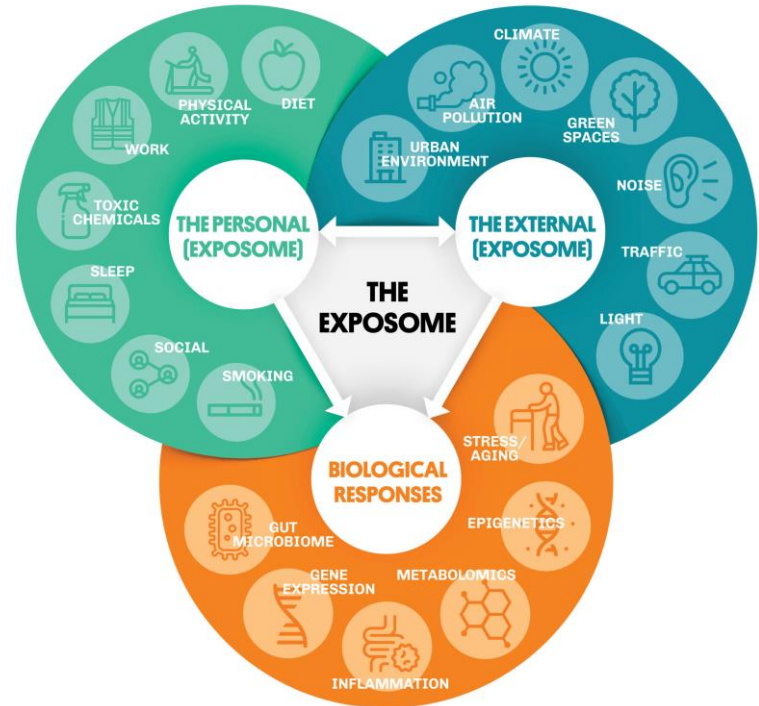 CLIMATE
AIR
POLLUTION
URBAN
ENVIRONMENT
GREEN
SPACES
NOISE
TRAFFIC
LIGHT
DIET
PHYSICAL
ACTIVITY
WORK
TOXIC
CHEMICALS
SLEEP
SOCIAL
SMOKING
THE PERSONAL
(EXPOSOME)
THE EXTERNAL
(EXPOSOME)
THE
EXPOSOME
BIOLOGICAL
RESPONSES
STRESS/
AGING
EPIGENETICS
METABOLOMICS
INFLAMMATION
GENE
EXPRESSION
GUT
MICROBIOME